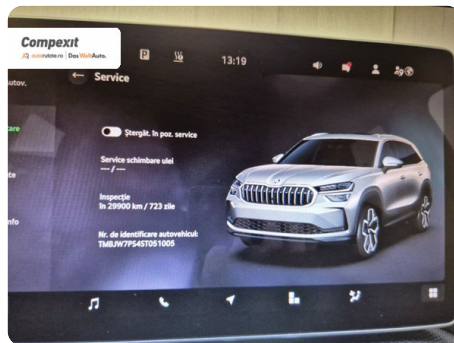 Compexit
autorulate.ro | Das WeltAuto.
13:19
autov.
Service
Ștergăt. în poz. service
Service schimbare ulei
--- / ---
Inspecție
în 29900 km / 723 zile
Nr. de identificare autovehicul:
TMBJW7PS4ST051005